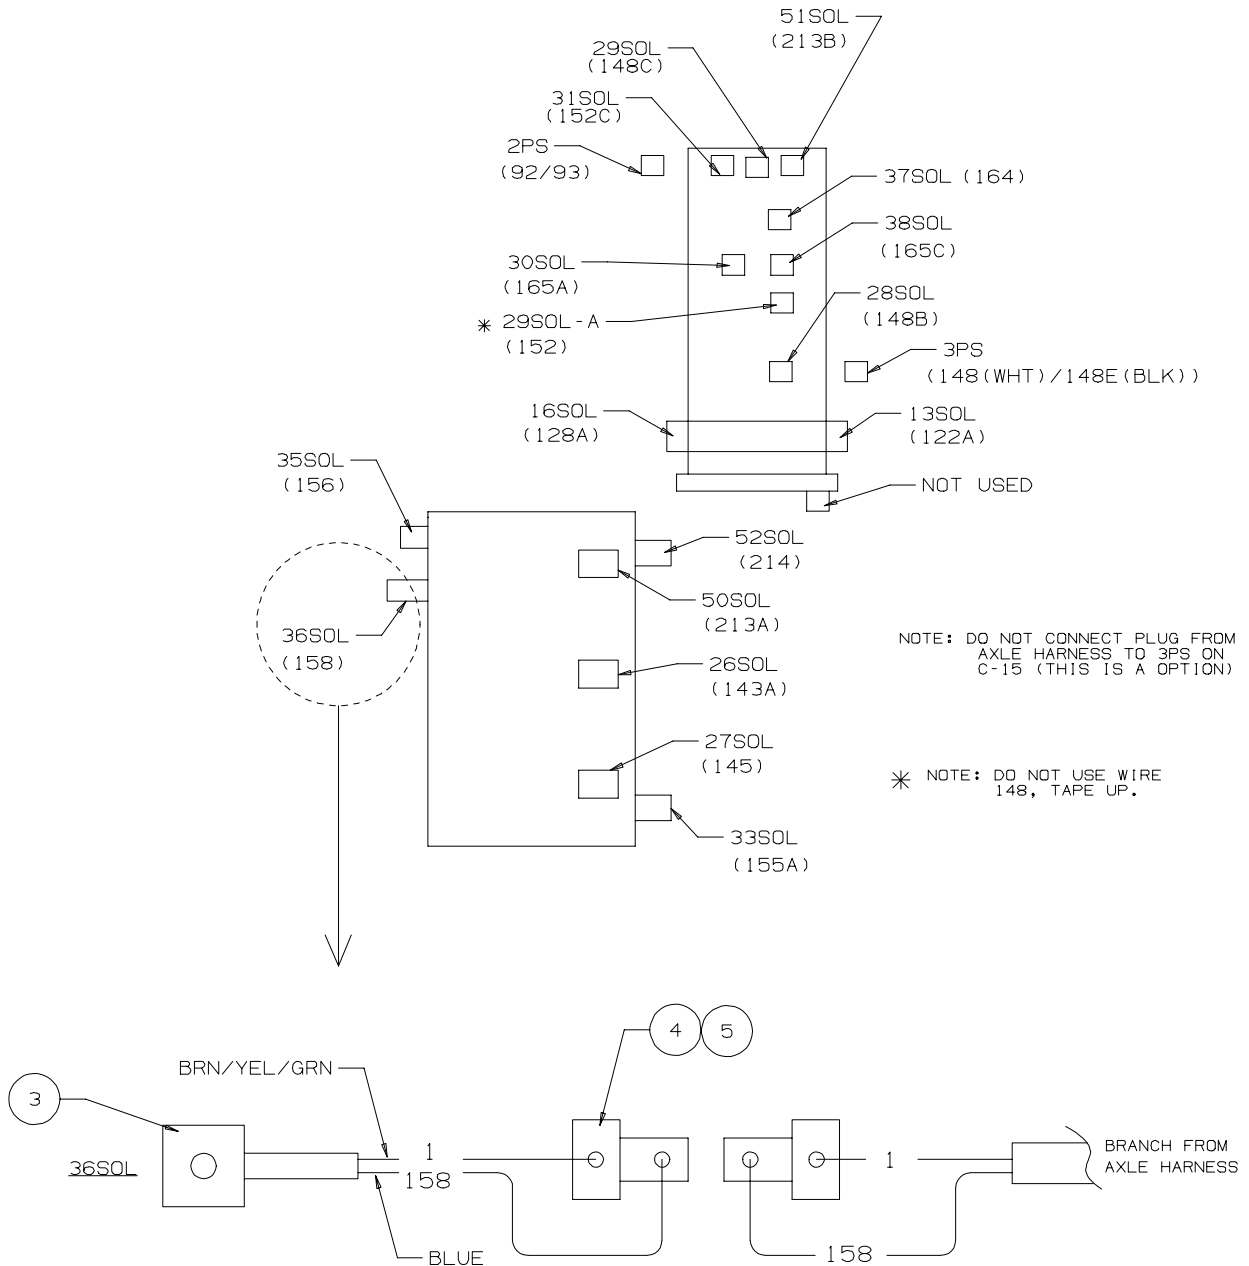 51SOL
(213B)
29SOL
(148C)
31SOL
(152C)
2PS
(92/93)
37SOL (164)
38SOL
(165C)
30SOL
(165A)
28SOL
(148B)
* 29SOL-A
(152)
3PS
(148(WHT)/148E(BLK))
16SOL
(128A)
13SOL
(122A)
35SOL
(156)
NOT USED
52SOL
(214)
50SOL
(213A)
36SOL
(158)
NOTE: DO NOT CONNECT PLUG FROM
AXLE HARNESS TO 3PS ON
C-15 (THIS IS A OPTION)
26SOL
(143A)
27SOL
(145)
* NOTE: DO NOT USE WIRE
148, TAPE UP.
33SOL
(155A)
4
5
BRN/YEL/GRN
3
36SOL
1
158
BLUE
1
158
BRANCH FROM
AXLE HARNESS